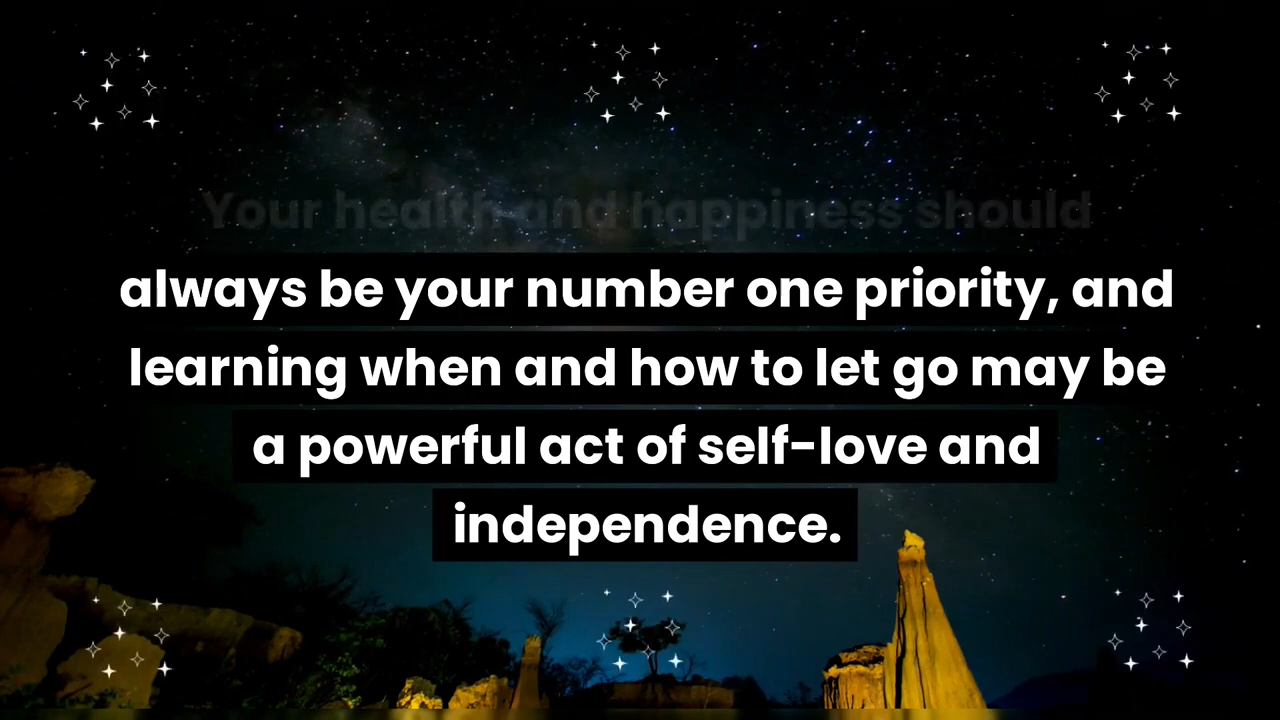 Your health and happiness should
always be your number one priority, and
learning when and how to let go may be
a powerful act of self-love and
independence.